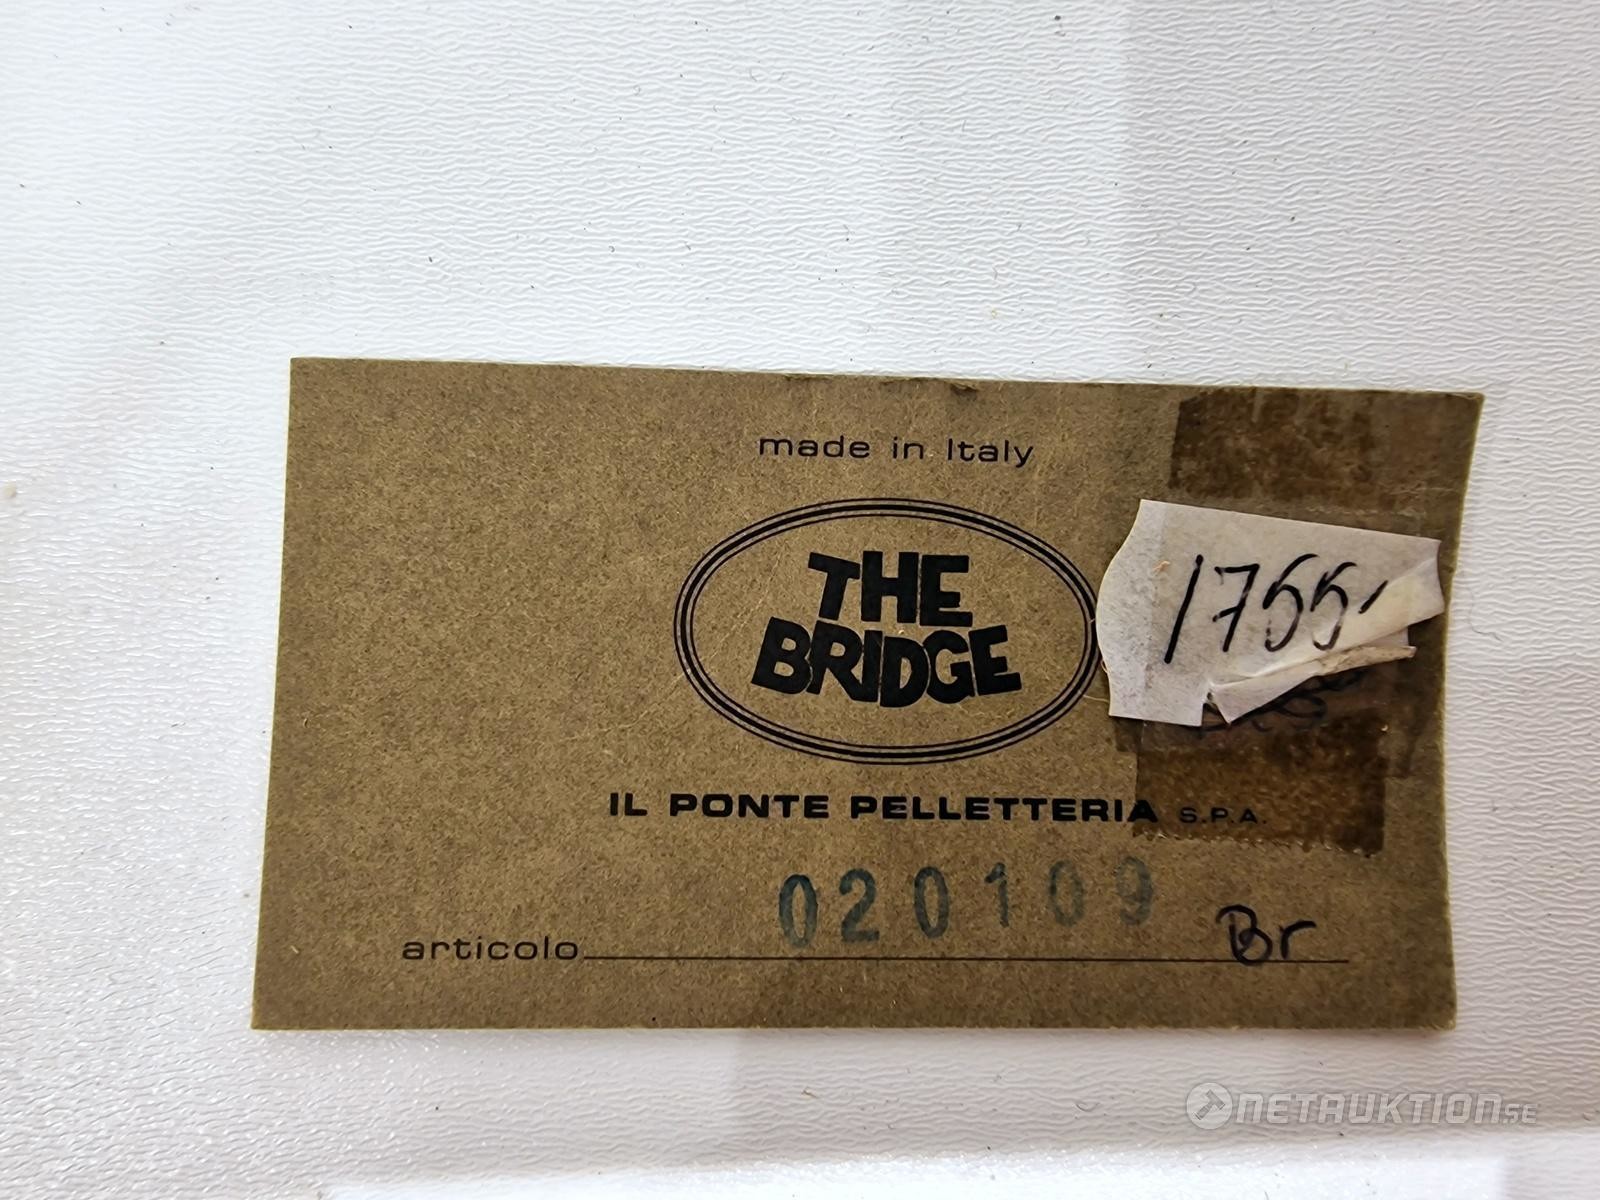 made in Italy
THE
BRIDGE
1755,-
IL PONTE PELLETTERIA S.P.A.
020109
articolo Br
NETAUKTION.SE